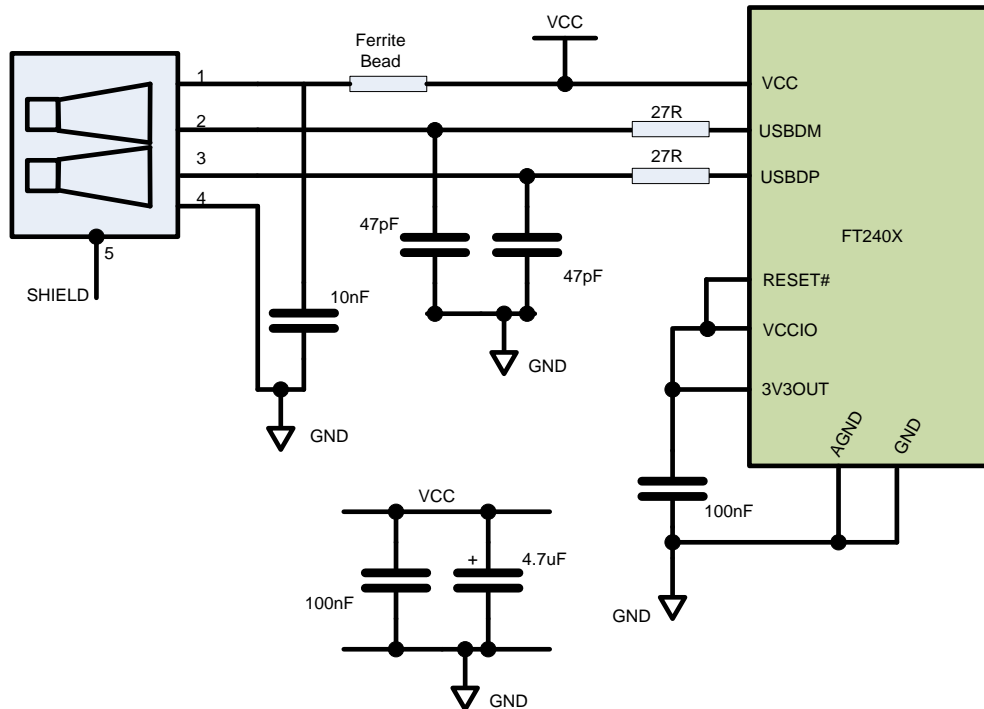 VCC
Ferrite
Bead
1
VCC
2
27R
USBDM
3
27R
USBDP
4
47pF
FT240X
5
47pF
SHIELD
10nF
RESET#
VCCIO
GND
3V3OUT
GND
AGND
GND
VCC
100nF
+
4.7uF
100nF
GND
GND